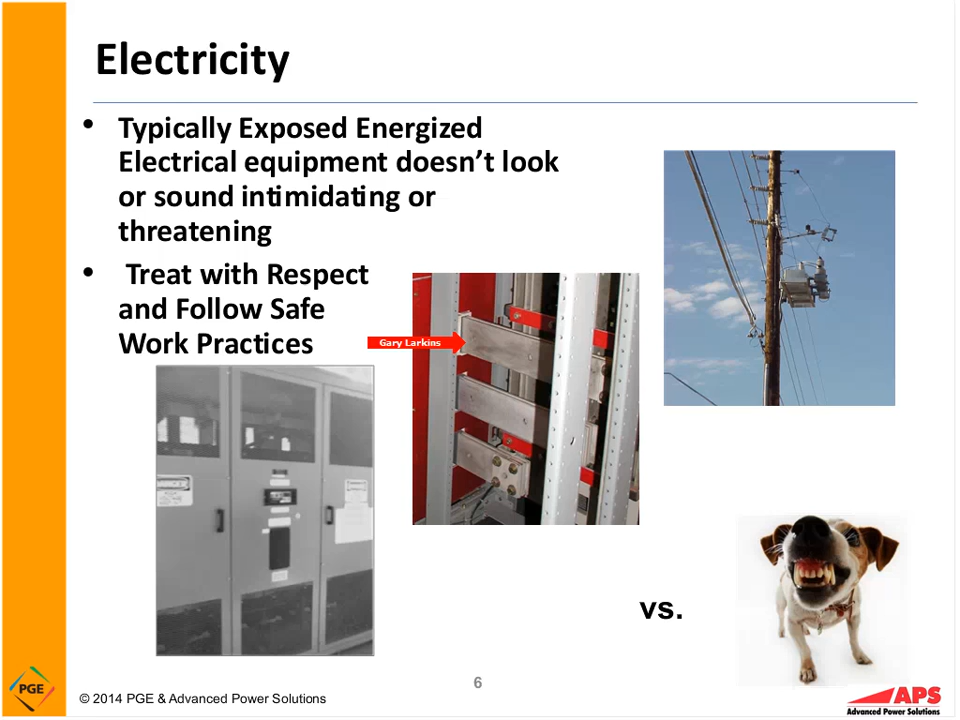 Electricity
• Typically Exposed Energized
Electrical equipment doesn’t look
or sound intimidating or
threatening
• Treat with Respect
and Follow Safe
Work Practices
Gary Larkins
vs.
PGE
© 2014 PGE & Advanced Power Solutions
6
APS
Advanced Power Solutions